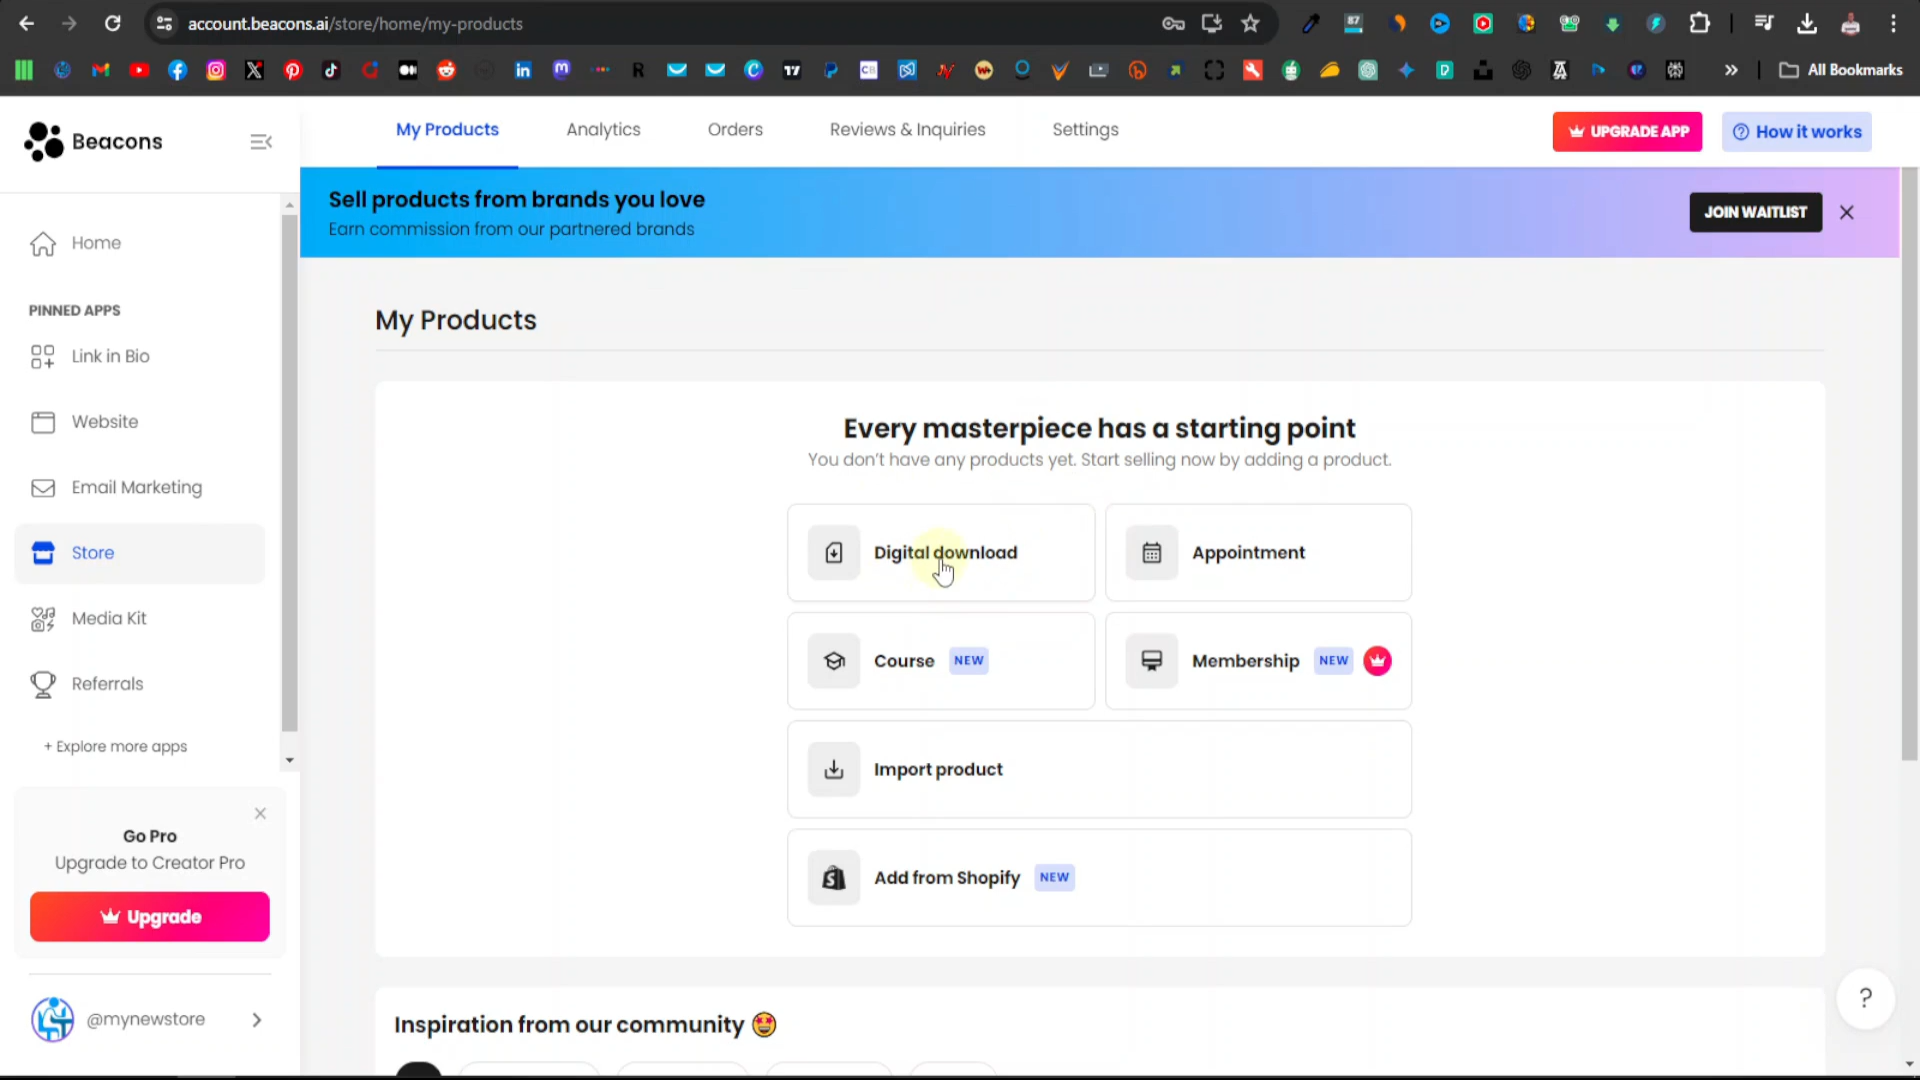 account.beacons.ai/store/home/my-products
All Bookmarks
Beacons
My Products
Analytics
Orders
Reviews & Inquiries
Settings
UPGRADE APP
How it works
Sell products from brands you love
Earn commission from our partnered brands
JOIN WAITLIST
Home
PINNED APPS
Link in Bio
Website
Email Marketing
Store
Media Kit
Referrals
+ Explore more apps
Go Pro
Upgrade to Creator Pro
Upgrade
@mynewstore
My Products
Every masterpiece has a starting point
You don't have any products yet. Start selling now by adding a product.
Digital download
Appointment
Course NEW
Membership NEW
Import product
Add from Shopify NEW
Inspiration from our community
?